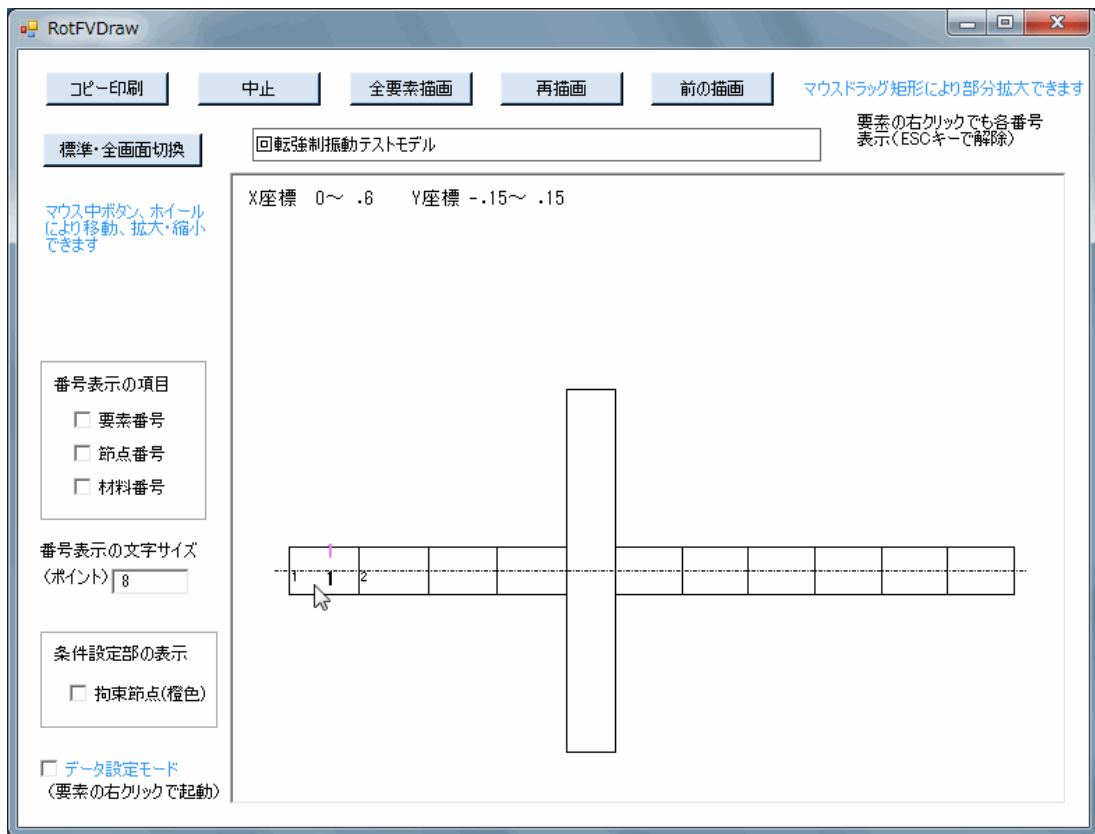 RotFVDraw
コピー印刷
中止
全要素描画
再描画
前の描画
マウスドラッグ矩形により部分拡大できます
要素の右クリックでも各番号
表示(ESCキーで解除)
標準・全画面切換
回転強制振動テストモデル
X座標 0～ .6 Y座標 -.15～ .15
マウス中ボタン、ホイール
により移動、拡大・縮小
できます
番号表示の項目
要素番号
節点番号
材料番号
番号表示の文字サイズ
(ポイント) 8
1
1 1 2
条件設定部の表示
拘束節点(橙色)
データ設定モード
(要素の右クリックで起動)